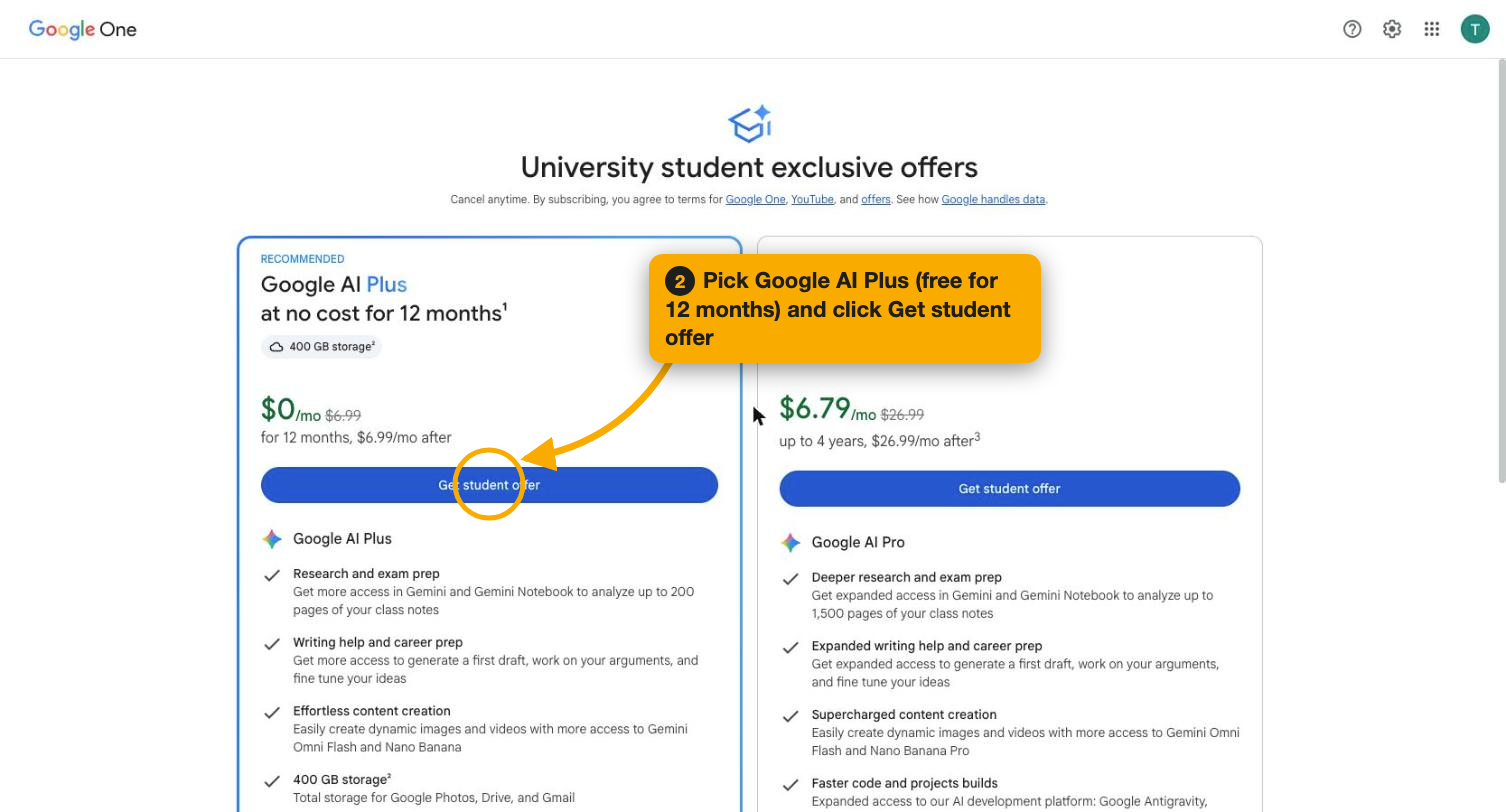 Google One
T
University student exclusive offers
Cancel anytime. By subscribing, you agree to terms for Google One, YouTube, and offers. See how Google handles data.
RECOMMENDED
Google AI Plus
at no cost for 12 months¹
400 GB storage²
$0/mo $6.99
for 12 months, $6.99/mo after
Get student offer
Google AI Plus
Research and exam prep
Get more access in Gemini and Gemini Notebook to analyze up to 200
pages of your class notes
Writing help and career prep
Get more access to generate a first draft, work on your arguments, and
fine tune your ideas
Effortless content creation
Easily create dynamic images and videos with more access to Gemini
Omni Flash and Nano Banana
400 GB storage²
Total storage for Google Photos, Drive, and Gmail
2 Pick Google AI Plus (free for
12 months) and click Get student
offer
$6.79/mo $26.99
up to 4 years, $26.99/mo after³
Get student offer
Google AI Pro
Deeper research and exam prep
Get expanded access in Gemini and Gemini Notebook to analyze up to
1,500 pages of your class notes
Expanded writing help and career prep
Get expanded access to generate a first draft, work on your arguments,
and fine tune your ideas
Supercharged content creation
Easily create dynamic images and videos with more access to Gemini Omni
Flash and Nano Banana Pro
Faster code and projects builds
Expanded access to our AI development platform: Google Antigravity,